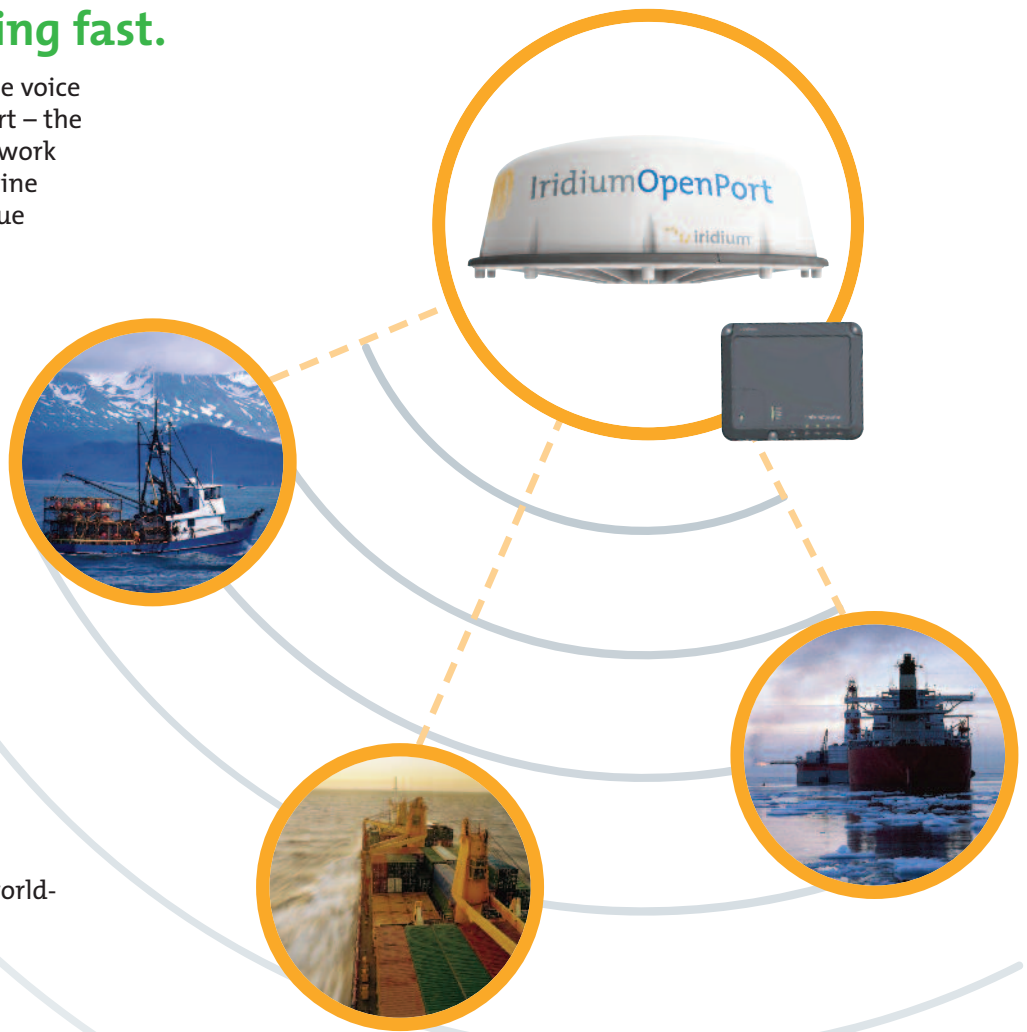 ing fast.
e voice
rt – the
work
ine
ue
IridiumOpenPort
iridium
orld-